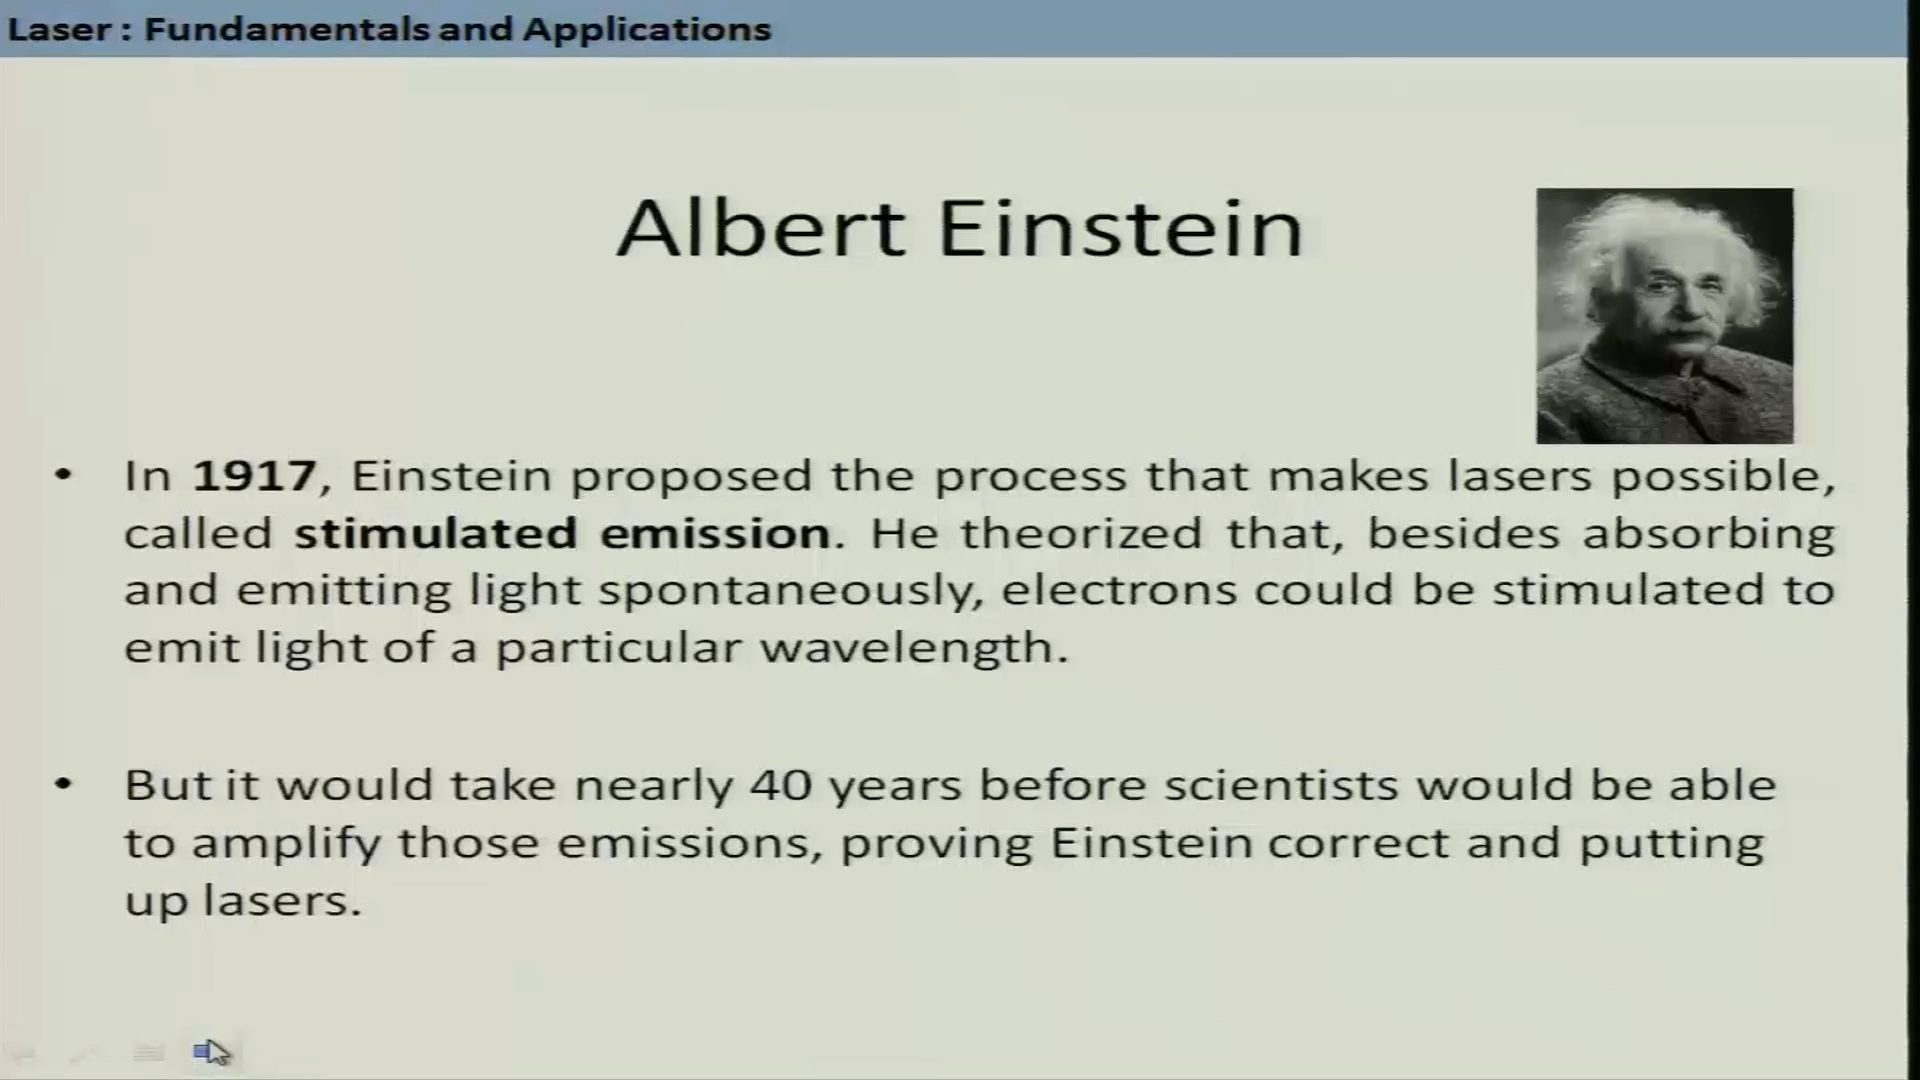 Laser : Fundamentals and Applications
Albert Einstein
• In 1917, Einstein proposed the process that makes lasers possible,
called stimulated emission. He theorized that, besides absorbing
and emitting light spontaneously, electrons could be stimulated to
emit light of a particular wavelength.
• But it would take nearly 40 years before scientists would be able
to amplify those emissions, proving Einstein correct and putting
up lasers.